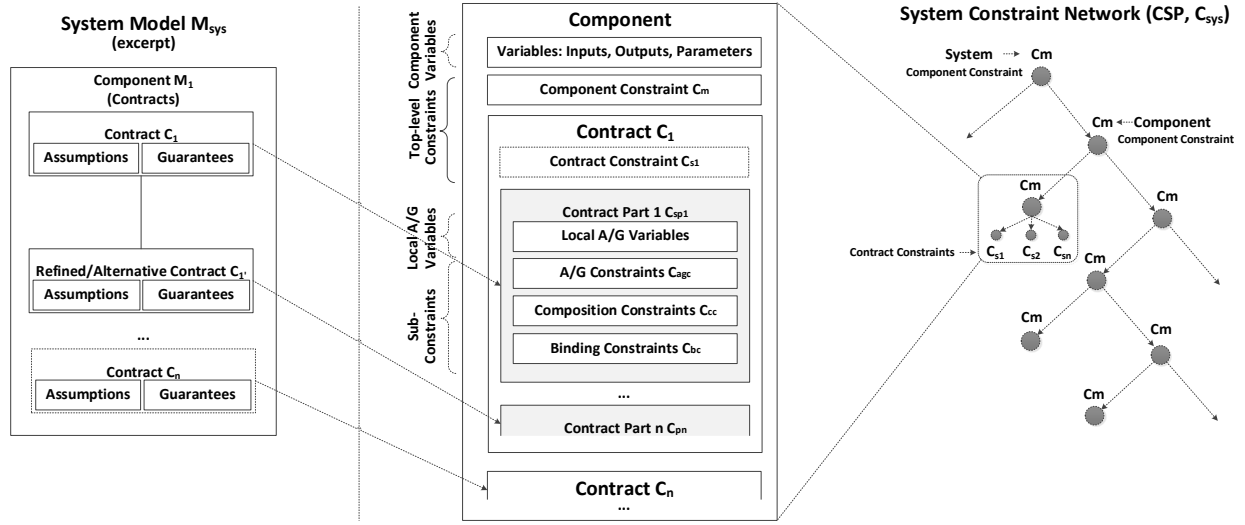 System Model Msys
(excerpt)
Component M1
(Contracts)
Contract C1
Assumptions
Guarantees
Refined/Alternative Contract C1'
Assumptions
Guarantees
...
Contract Cn
Assumptions
Guarantees
Component
Variables
Top-level
Constraints
Local A/G
Variables
Sub-
Constraints
Component
Variables: Inputs, Outputs, Parameters
Component Constraint Cm
Contract C1
Contract Constraint Cs1
Contract Part 1 Csp1
Local A/G Variables
A/G Constraints Cagc
Composition Constraints Ccc
Binding Constraints Cbc
...
Contract Part n Cpn
Contract Cn
...
System Constraint Network (CSP, Csys)
System
Component Constraint
Cm
Cm
Component
Component Constraint
Cm
Cm
Contract Constraints
Cs1
Cs2
Csn
Cm
Cm
Cm
Cm